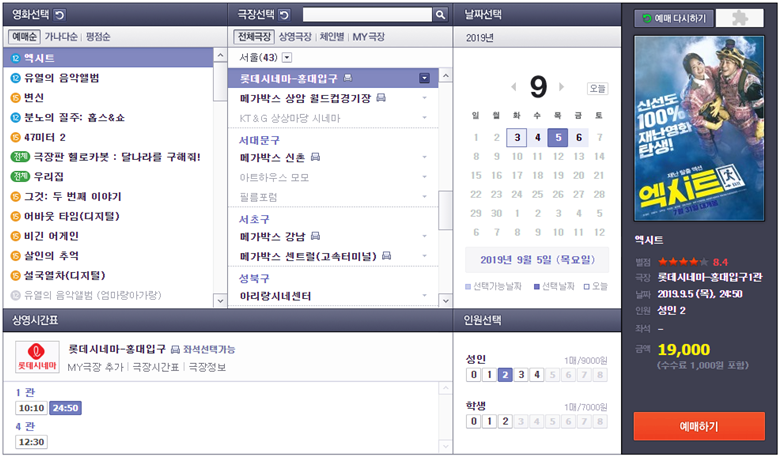 영화선택
예매순 가나다순 평점순
12 엑시트
12 유열의 음악앨범
15 변신
12 분노의 질주: 홉스&쇼
15 47미터 2
전체 극장판 헬로카봇 : 달나라를 구해줘!
전체 우리집
15 그것: 두 번째 이야기
15 어바웃 타임(디지털)
12 비긴 어게인
15 살인의 추억
15 설국열차(디지털)
유열의 음악앨범 (엄마랑아가랑)
극장선택
전체극장 상영극장 체인별 MY극장
서울(43)
롯데시네마-홍대입구
메가박스 상암 월드컵경기장
KT&G 상상마당 시네마
서대문구
메가박스 신촌
아트하우스 모모
필름포럼
서초구
메가박스 강남
메가박스 센트럴(고속터미널)
성북구
아리랑시네센터
날짜선택
2019년
9 오늘
일 월 화 수 목 금 토
1 2 3 4 5 6 7
8 9 10 11 12 13 14
15 16 17 18 19 20 21
22 23 24 25 26 27 28
29 30 1 2 3 4 5
6 7 8 9 10 11 12
2019년 9월 5일 (목요일)
선택가능날짜 선택날짜 오늘
상영시간표
롯데시네마
롯데시네마-홍대입구 좌석선택가능
MY극장 추가 극장시간표 극장정보
1 관
10:10 24:50
4 관
12:30
인원선택
성인 1매/9000원
0 1 2 3 4 5 6 7 8
학생 1매/7000원
0 1 2 3 4 5 6 7 8
예매 다시하기
신선도
100%
재난영화
탄생!
재난 탈출 액션
엑시트
7월 31일 대개봉
엑시트
별점 8.4
극장 롯데시네마-홍대입구1관
날짜 2019.9.5 (목), 24:50
인원 성인 2
좌석 -
금액 19,000
(수수료 1,000원 포함)
예매하기